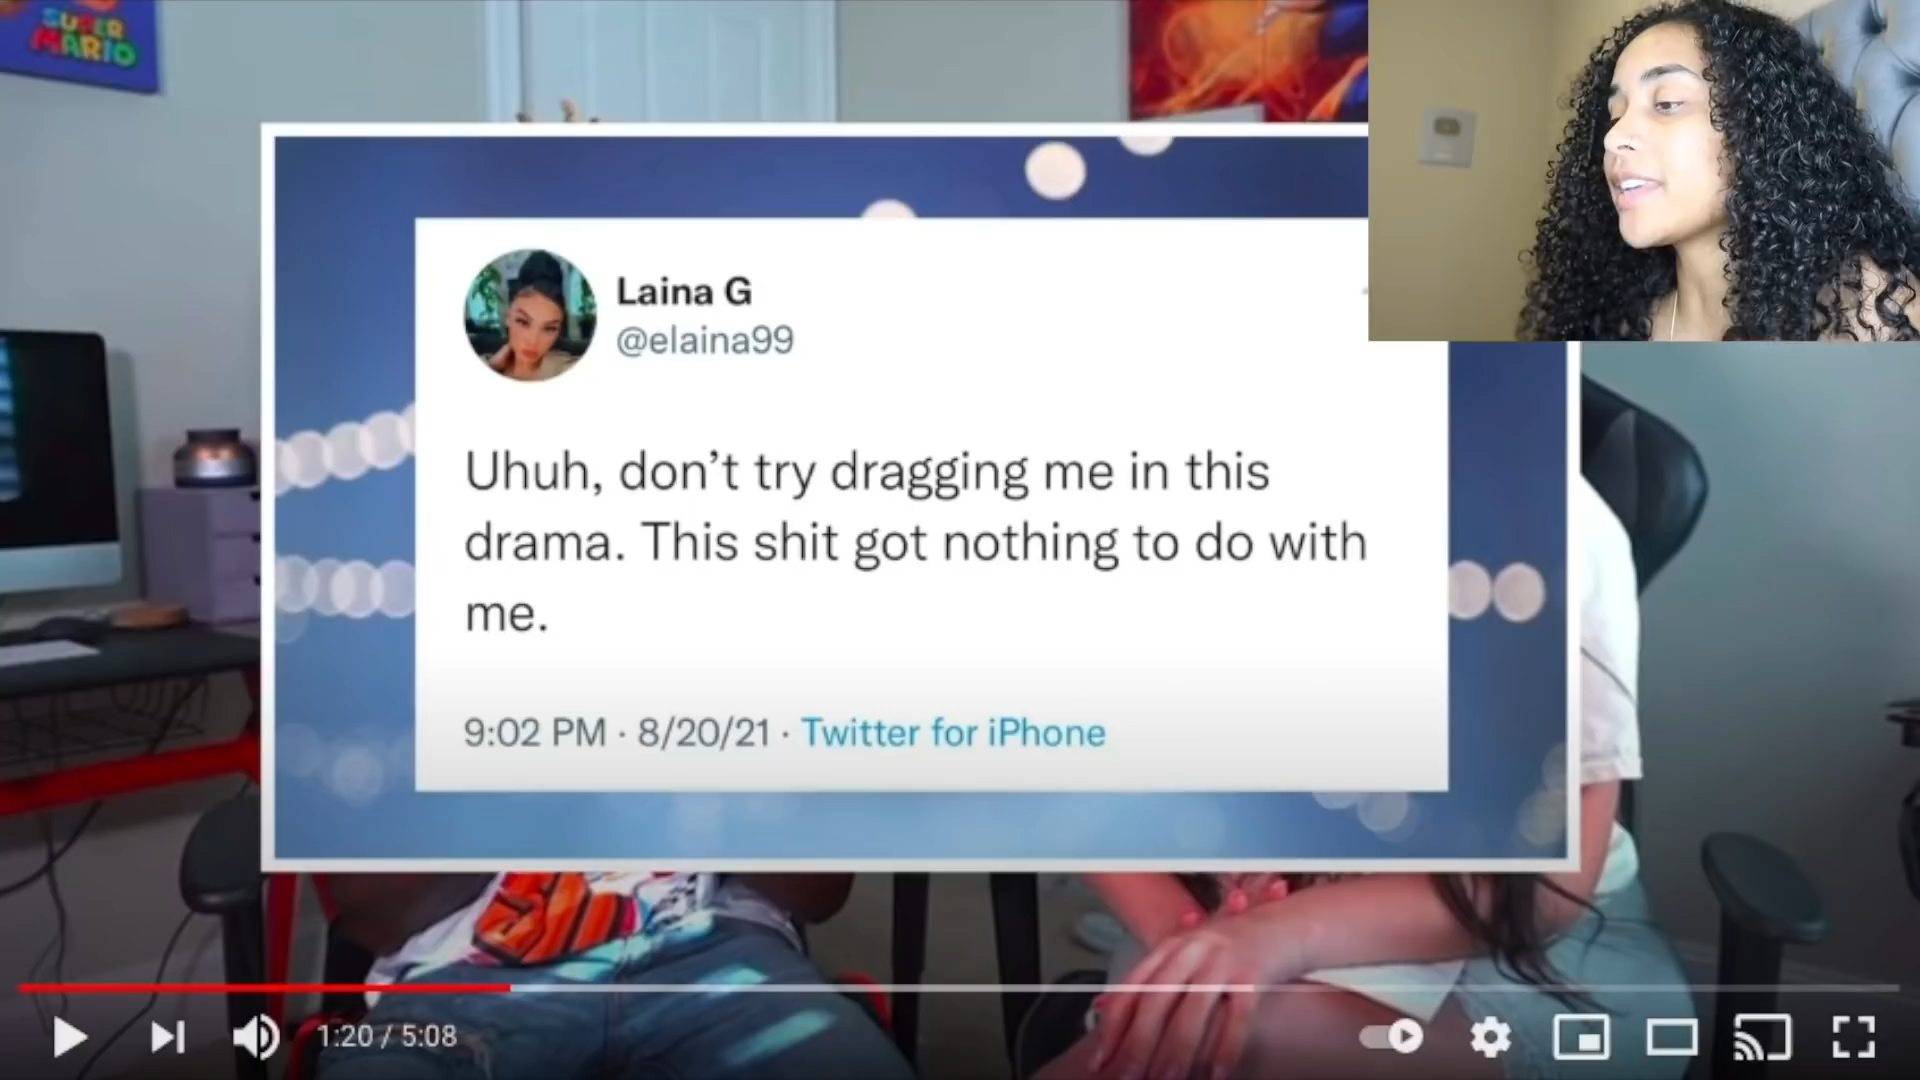 SUPER
MARIO
Laina G
@elaina99
Uhuh, don’t try dragging me in this
drama. This shit got nothing to do with
me.
9:02 PM · 8/20/21 · Twitter for iPhone
1:20 / 5:08